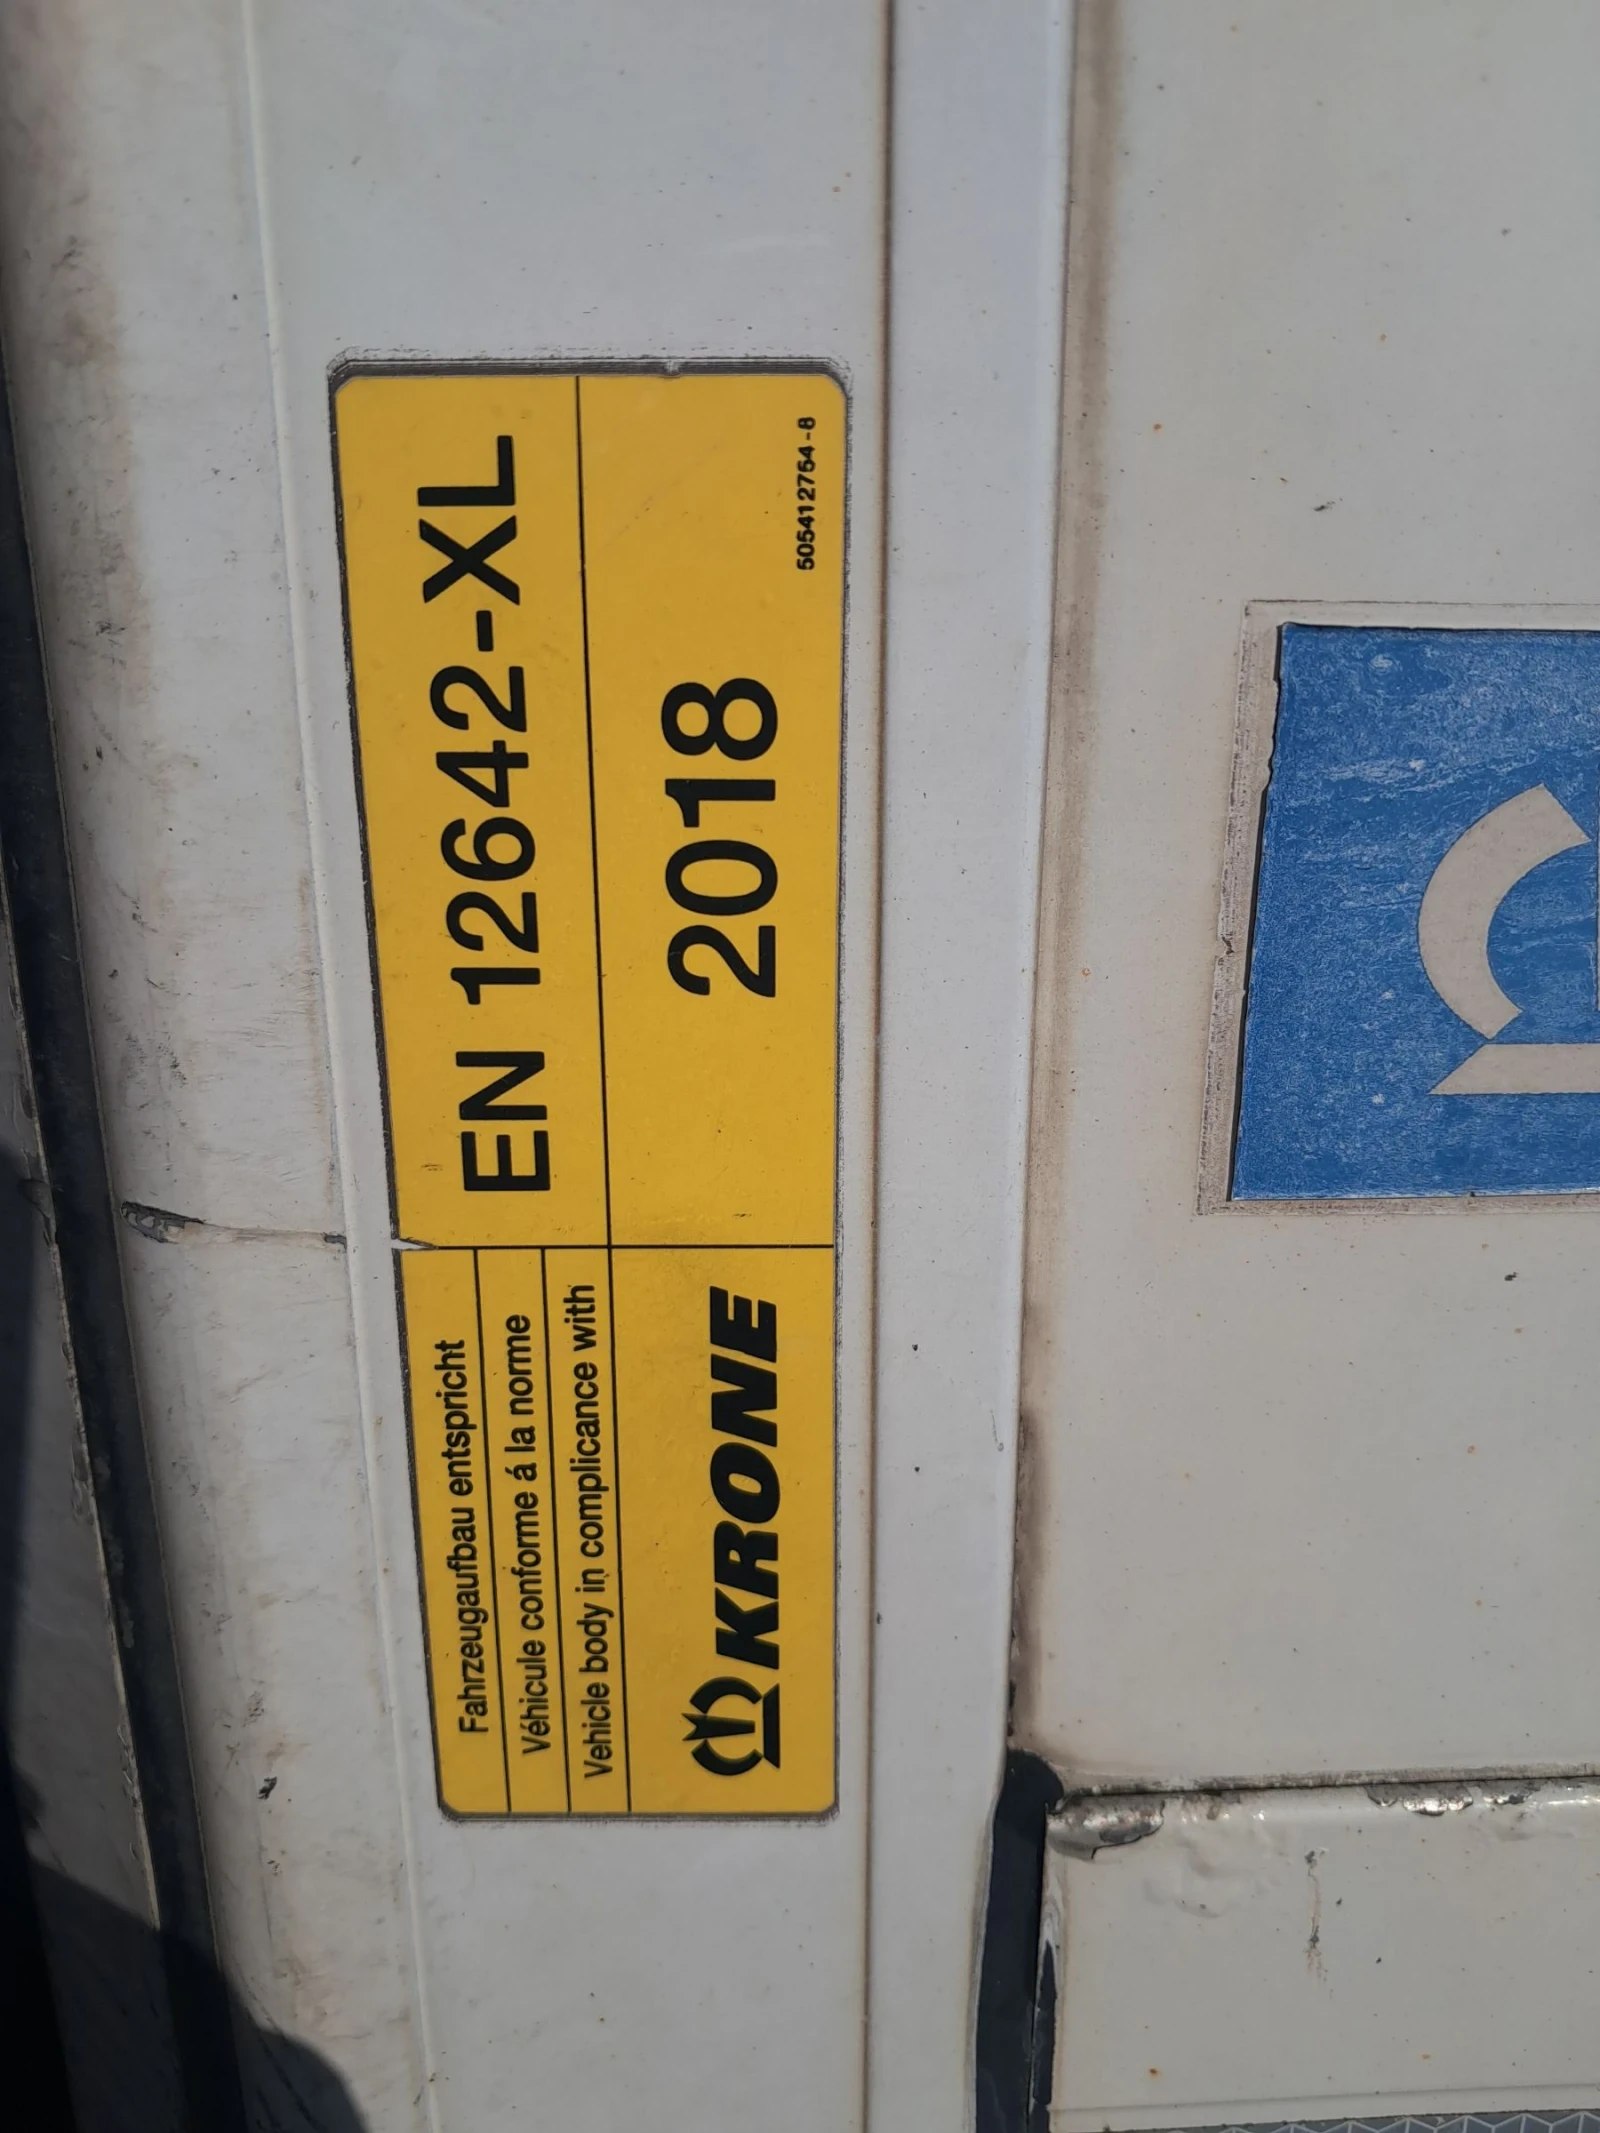 Fahrzeugaufbau entspricht
Véhicule conforme á la norme
Vehicle body in complicance with
EN 12642-XL
KRONE
2018
505412754-8